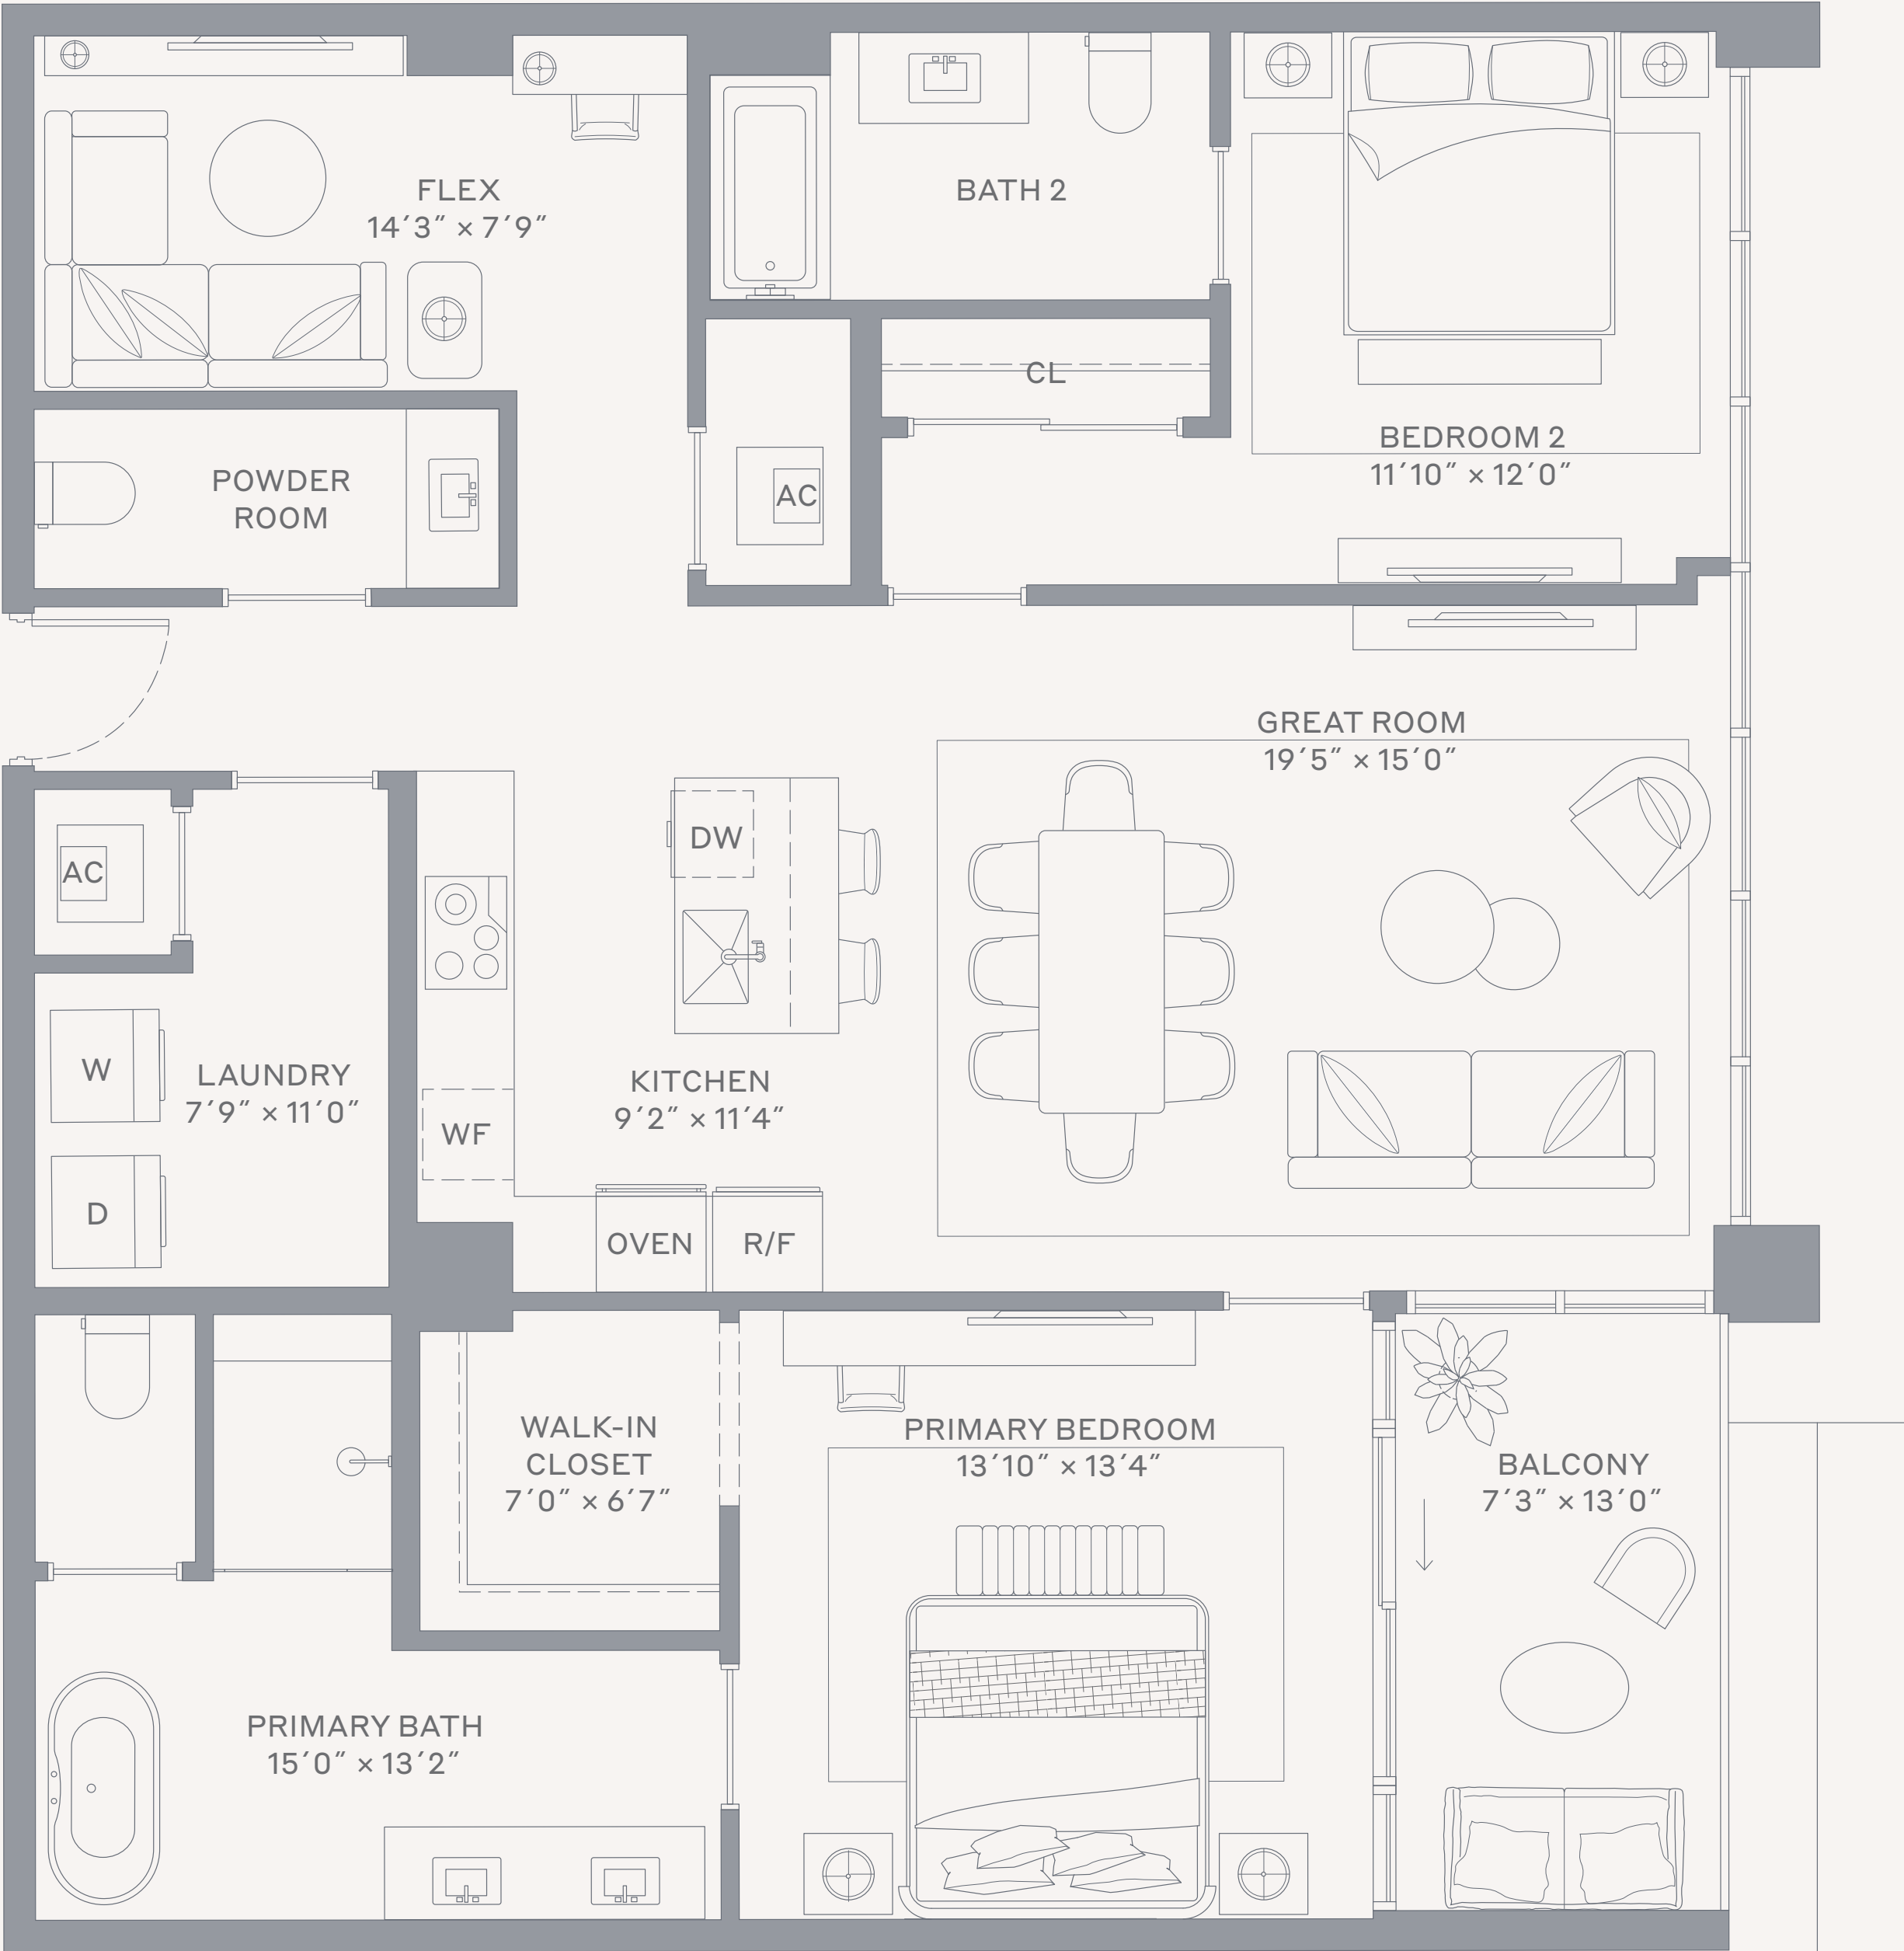 FLEX
14´3˝ × 7´9˝
BATH 2
CL
BEDROOM 2
11´10˝ × 12´0˝
POWDER
ROOM
AC
GREAT ROOM
19´5˝ × 15´0˝
DW
AC
W
LAUNDRY
7´9˝ × 11´0˝
KITCHEN
9´2˝ × 11´4˝
WF
D
OVEN
R/F
WALK-IN
CLOSET
7´0˝ × 6´7˝
PRIMARY BEDROOM
13´10˝ × 13´4˝
BALCONY
7´3˝ × 13´0˝
PRIMARY BATH
15´0˝ × 13´2˝